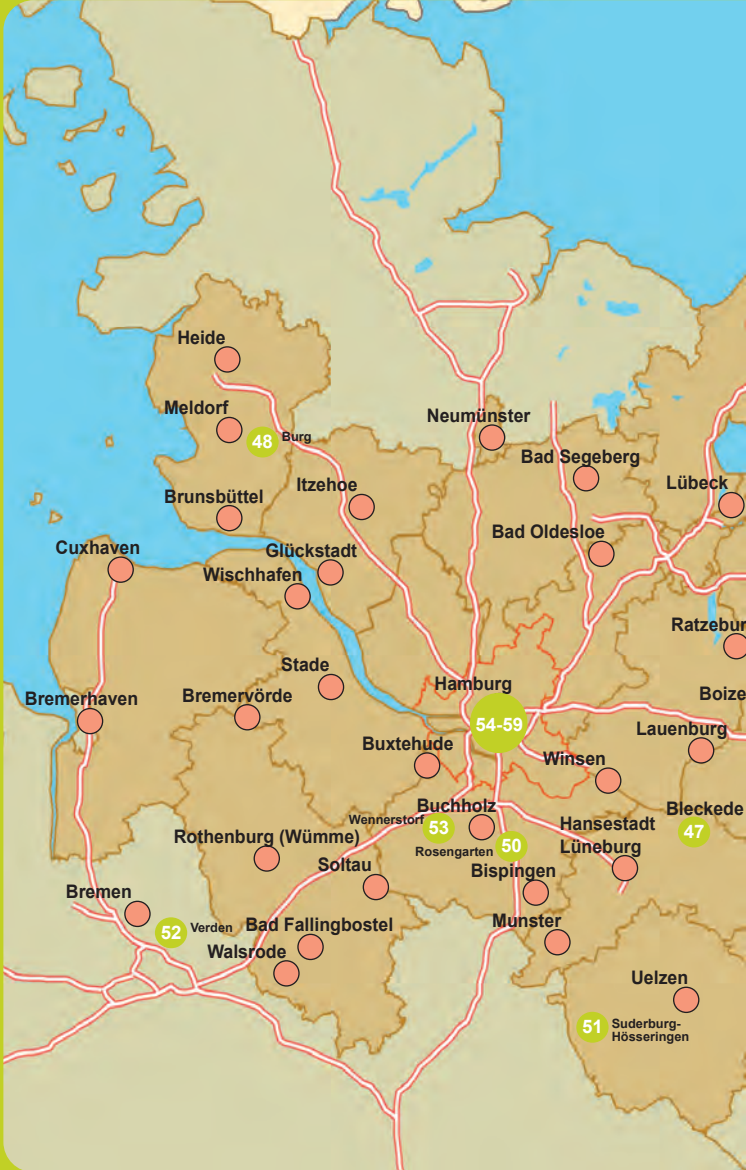 Heide
Meldorf
48 Burg
Neumünster
Bad Segeberg
Itzehoe
Lübeck
Brunsbüttel
Bad Oldesloe
Cuxhaven
Glückstadt
Wischhafen
Ratzebur
Stade
Hamburg
Bremerhaven
Bremervörde
Boize
54-59
Lauenburg
Buxtehude
Winsen
Buchholz
Bleckede
Wennerstorf
53
Hansestadt
Lüneburg
47
Rothenburg (Wümme)
Rosengarten
50
Soltau
Bispingen
Bremen
Munster
52 Verden
Bad Fallingbostel
Walsrode
Uelzen
51 Suderburg-
Hösseringen